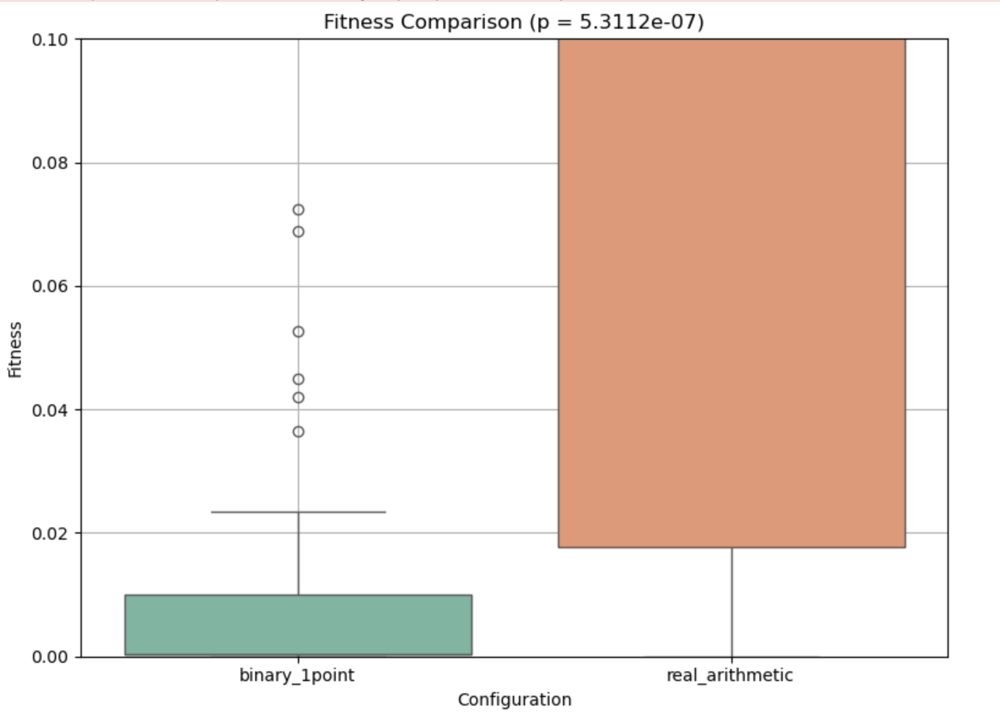 Fitness Comparison (p = 5.3112e-07)
0.10
0.08
0.06
0.04
0.02
0.00
Fitness
binary_1point
real_arithmetic
Configuration